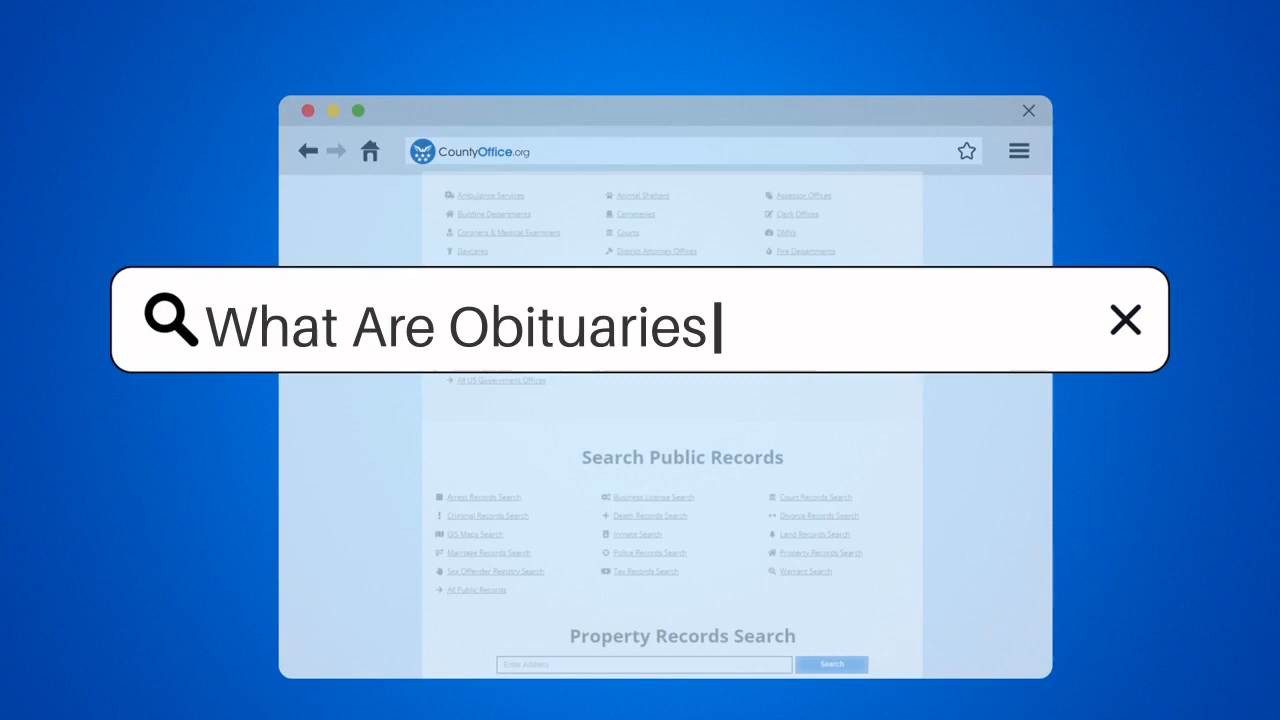 CountyOffice.org
Ambulance Services Animal Shelters Assessor Offices
Building Departments Cemeteries Clerk Offices
Coroners & Medical Examiners Courts DMVs
Daycares District Attorney Offices Fire Departments
What Are Obituaries
All US Government Offices
Search Public Records
Arrest Records Search Business License Search Court Records Search
Criminal Records Search Death Records Search Divorce Records Search
GIS Maps Search Inmate Search Land Records Search
Marriage Records Search Police Records Search Property Records Search
Sex Offender Registry Search Tax Records Search Warrant Search
All Public Records
Property Records Search
Enter Address Search